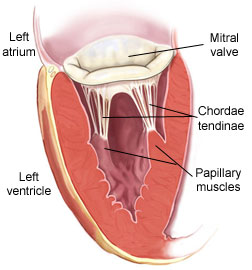 Left
atrium
Mitral
valve
Chordae
tendinae
Papillary
muscles
Left
ventricle